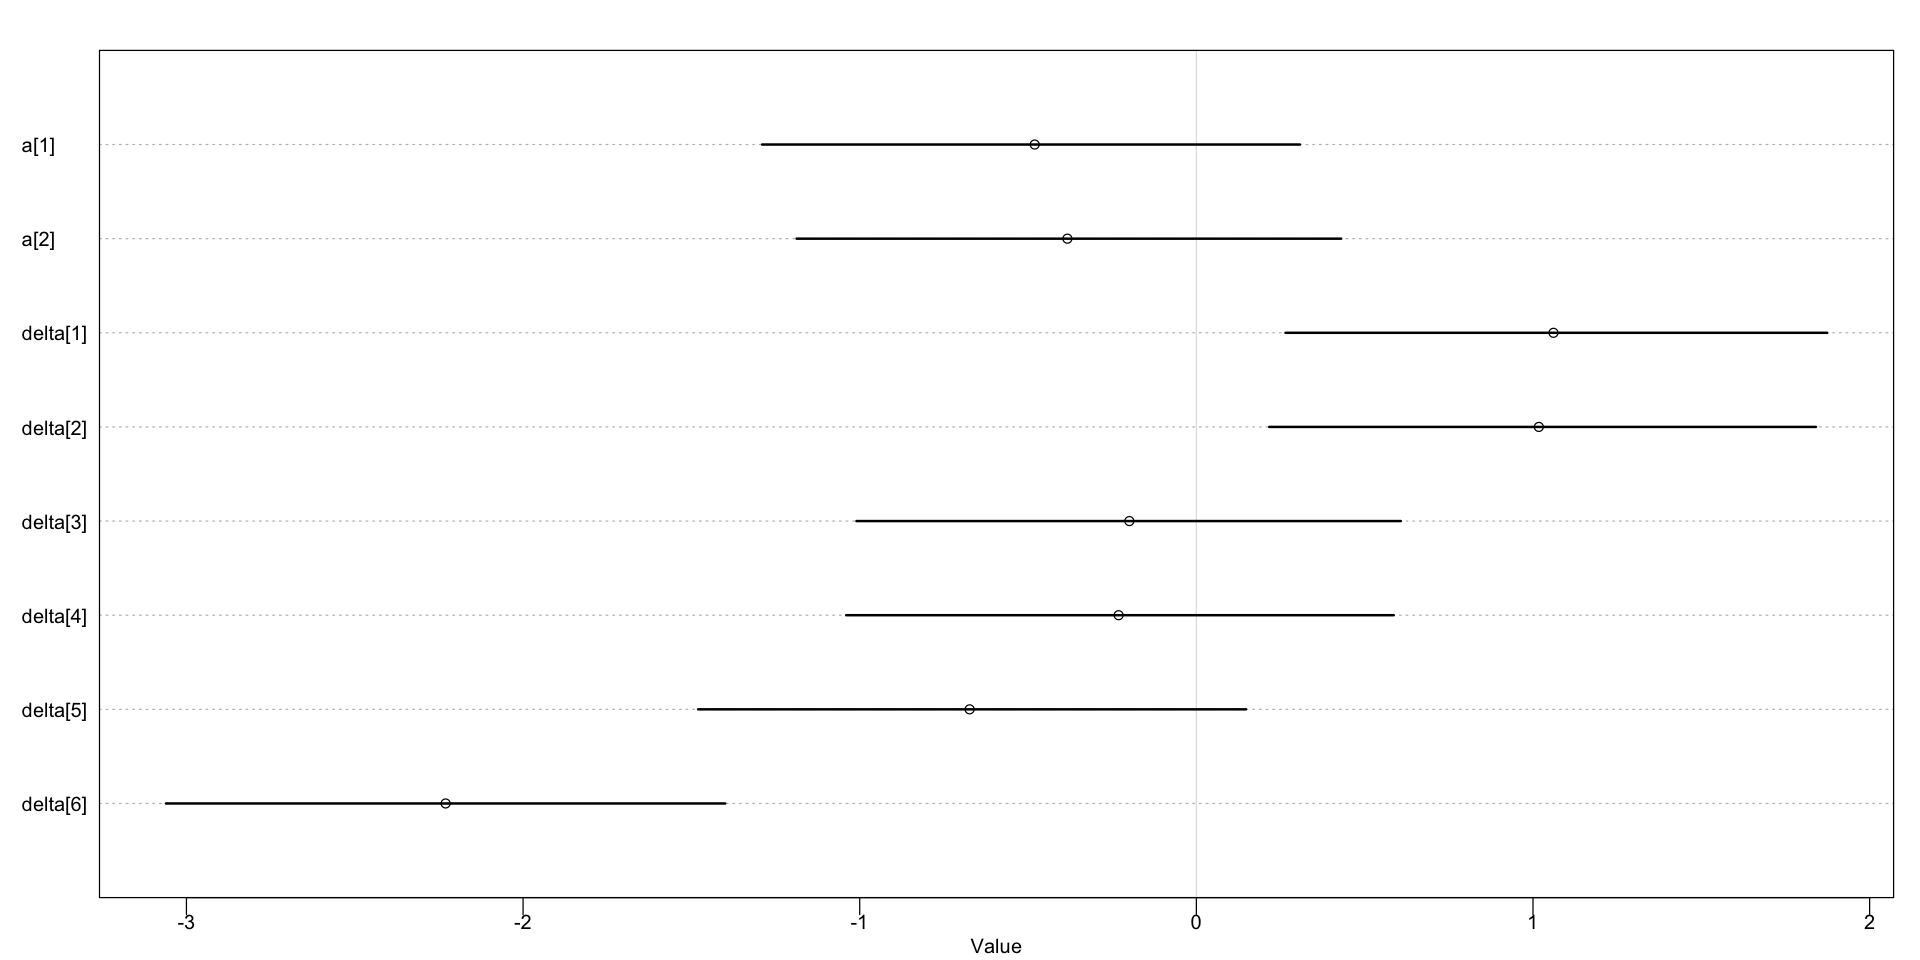 a[1]
a[2]
delta[1]
delta[2]
delta[3]
delta[4]
delta[5]
delta[6]
-3 -2 -1 0 1 2
Value